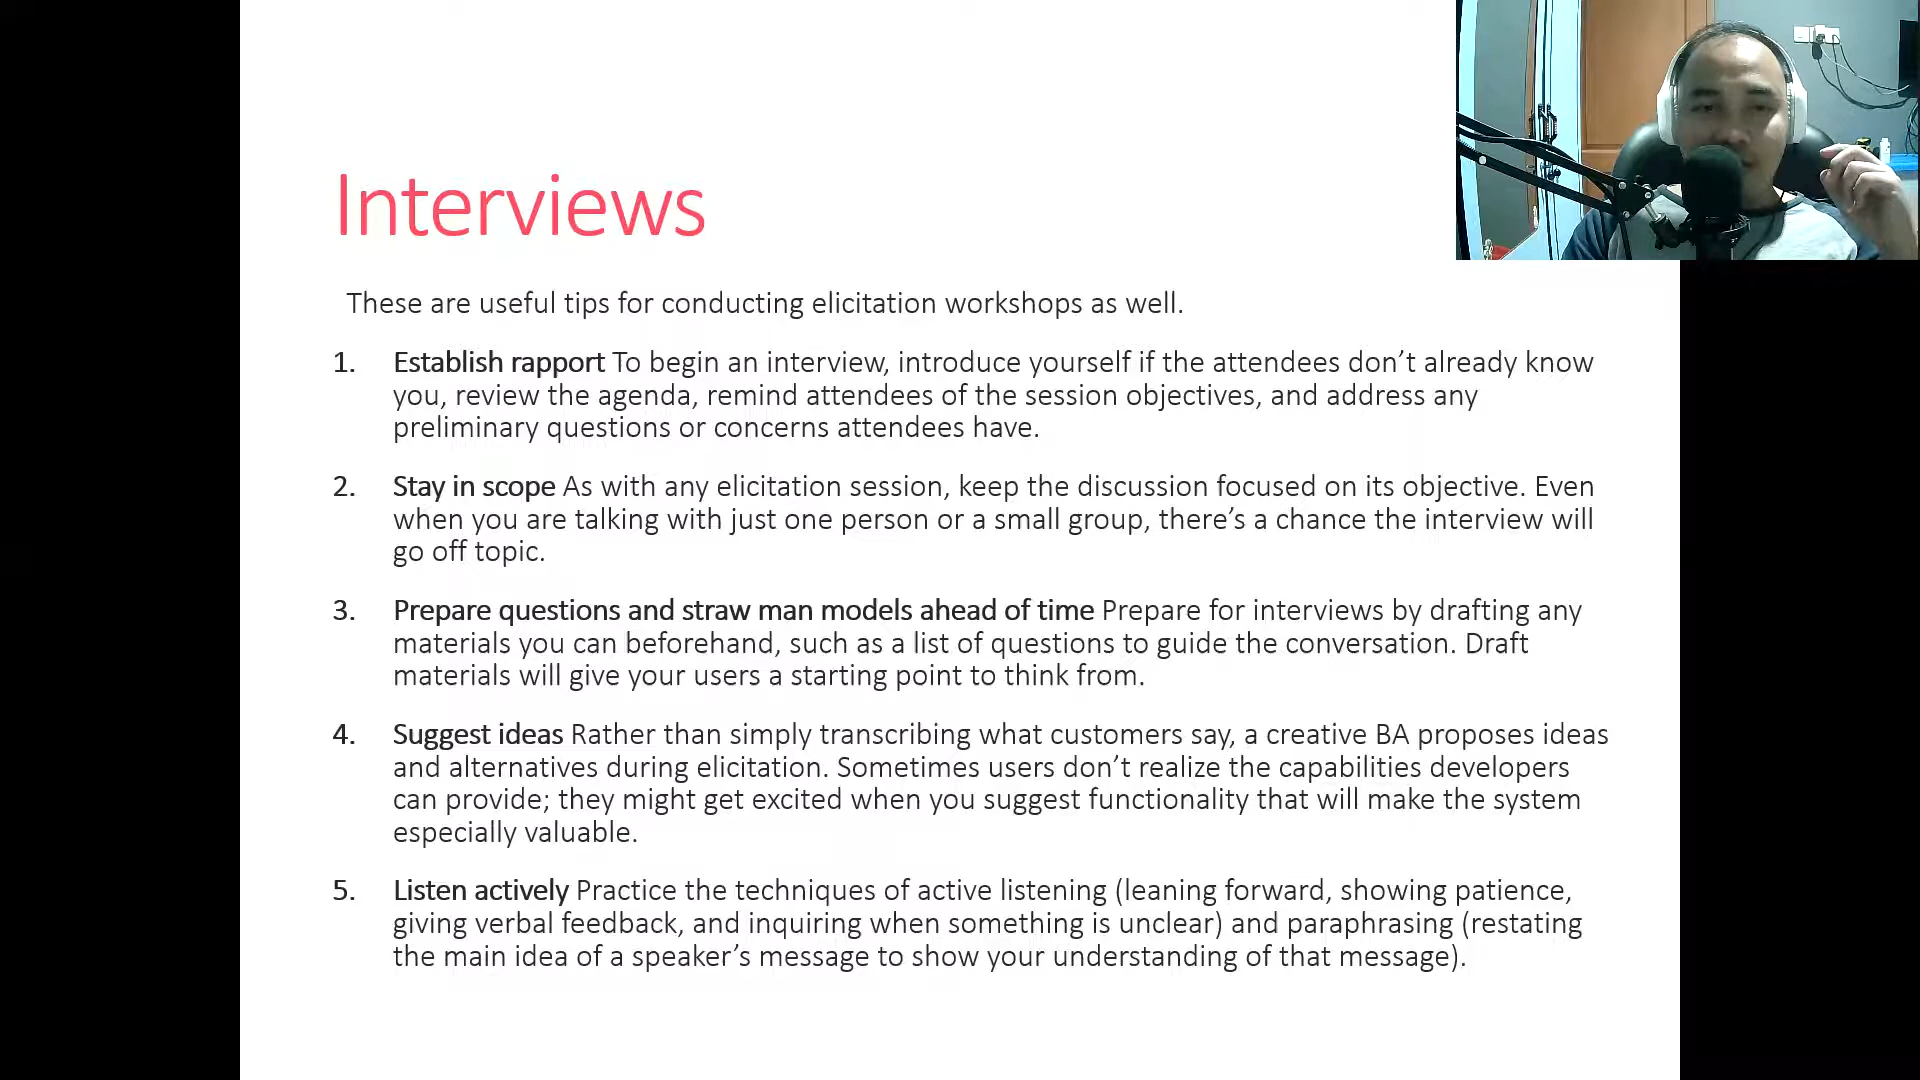 Interviews
These are useful tips for conducting elicitation workshops as well.
1. Establish rapport To begin an interview, introduce yourself if the attendees don’t already know
you, review the agenda, remind attendees of the session objectives, and address any
preliminary questions or concerns attendees have.
2. Stay in scope As with any elicitation session, keep the discussion focused on its objective. Even
when you are talking with just one person or a small group, there’s a chance the interview will
go off topic.
3. Prepare questions and straw man models ahead of time Prepare for interviews by drafting any
materials you can beforehand, such as a list of questions to guide the conversation. Draft
materials will give your users a starting point to think from.
4. Suggest ideas Rather than simply transcribing what customers say, a creative BA proposes ideas
and alternatives during elicitation. Sometimes users don’t realize the capabilities developers
can provide; they might get excited when you suggest functionality that will make the system
especially valuable.
5. Listen actively Practice the techniques of active listening (leaning forward, showing patience,
giving verbal feedback, and inquiring when something is unclear) and paraphrasing (restating
the main idea of a speaker’s message to show your understanding of that message).